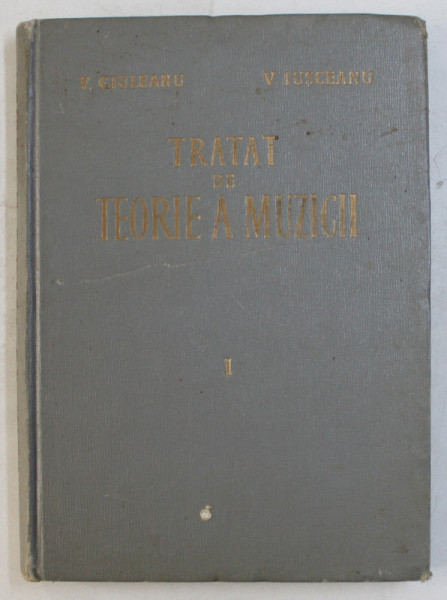 V. GIULEANU V. IUȘCEANU
TRATAT
DE
TEORIE A MUZICII
I